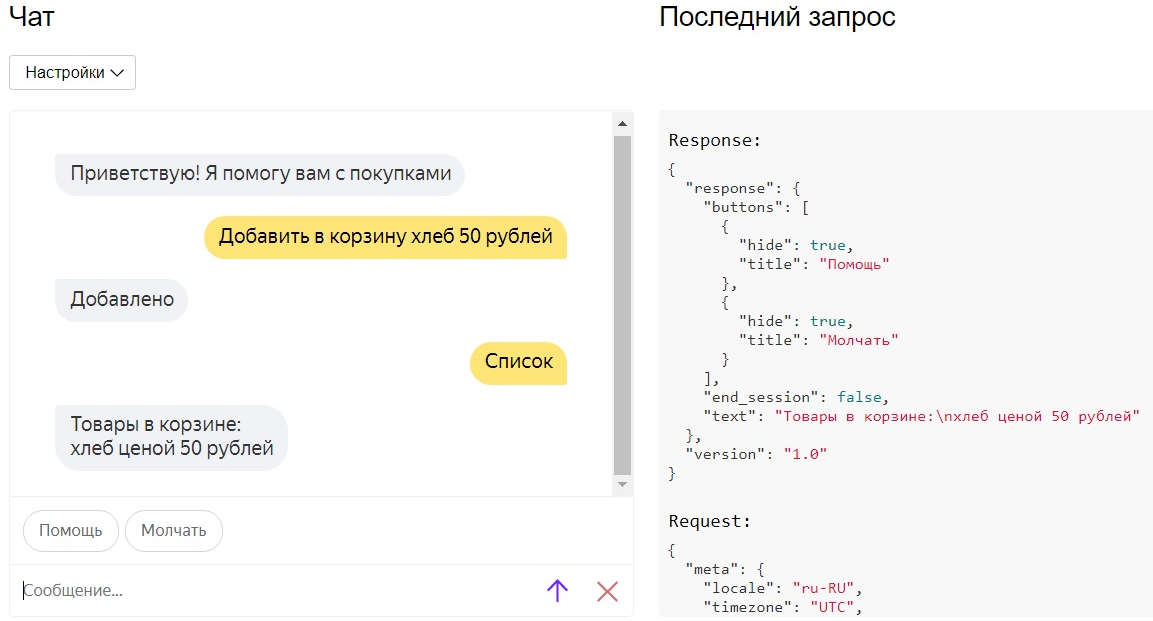 Чат
Настройки
Приветствую! Я помогу вам с покупками
Добавить в корзину хлеб 50 рублей
Добавлено
Список
Товары в корзине:
хлеб ценой 50 рублей
Помощь
Молчать
Сообщение...
Последний запрос
Response:
{
"response": {
"buttons": [
{
"hide": true,
"title": "Помощь"
},
{
"hide": true,
"title": "Молчать"
}
],
"end_session": false,
"text": "Товары в корзине:\nхлеб ценой 50 рублей"
},
"version": "1.0"
}
Request:
{
"meta": {
"locale": "ru-RU",
"timezone": "UTC",